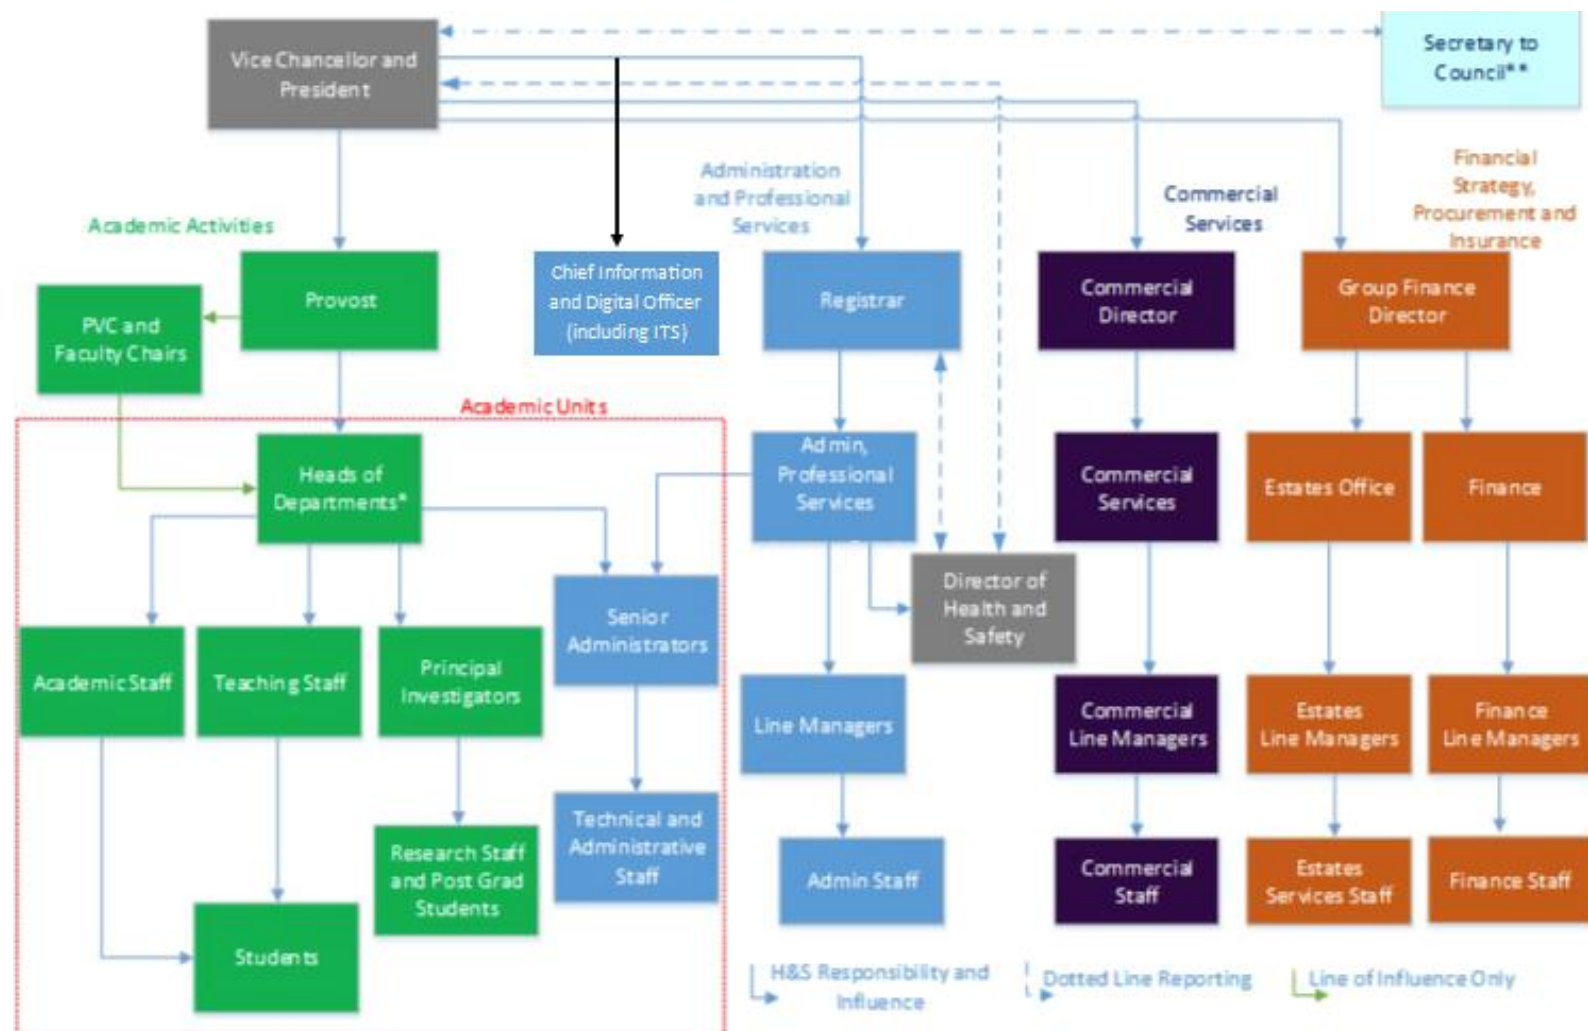 Vice Chancellor and
President
Secretary to
Council**
Academic Activities
Administration
and Professional
Services
Commercial
Services
Financial
Strategy,
Procurement and
Insurance
PVC and
Faculty Chairs
Provost
Chief Information
and Digital Officer
(including ITS)
Registrar
Commercial
Director
Group Finance
Director
Academic Units
Heads of
Departments*
Admin,
Professional
Services
Commercial
Services
Estates Office
Finance
Director of
Health and
Safety
Academic Staff
Teaching Staff
Principal
Investigators
Senior
Administrators
Line Managers
Commercial
Line Managers
Estates
Line Managers
Finance
Line Managers
Research Staff
and Post Grad
Students
Technical and
Administrative
Staff
Admin Staff
Commercial
Staff
Estates
Services Staff
Finance Staff
Students
H&S Responsibility and
Influence
Dotted Line Reporting
Line of Influence Only